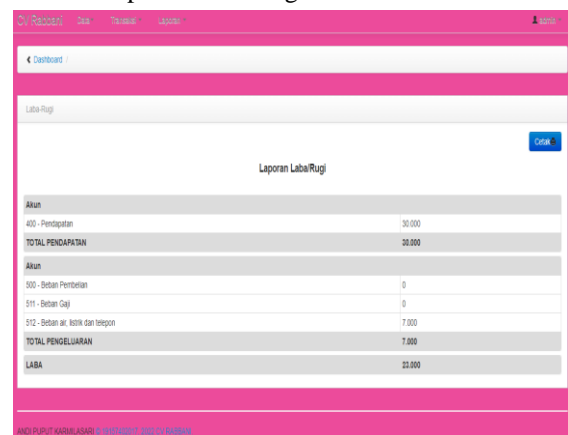 CV Rabbani Data Transaksi Laporan admin
Dashboard /
Laba-Rugi
Cetak
Laporan Laba/Rugi
Akun
400 - Pendapatan 30.000
TOTAL PENDAPATAN 30.000
Akun
500 - Beban Pembelian 0
511 - Beban Gaji 0
512 - Beban air, listrik dan telepon 7.000
TOTAL PENGELUARAN 7.000
LABA 23.000
ANDI PUPUT KARMILASARI